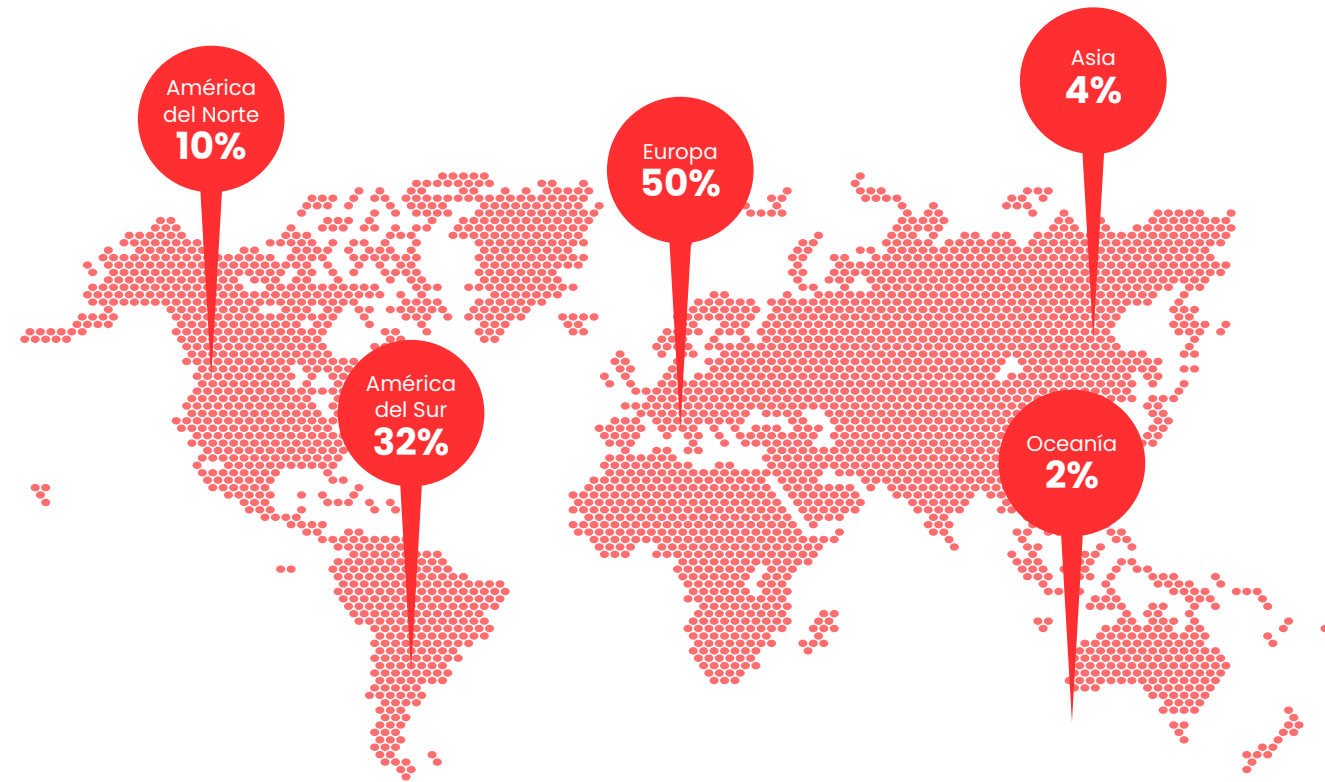 América
del Norte
10%
Europa
50%
Asia
4%
América
del Sur
32%
Oceanía
2%